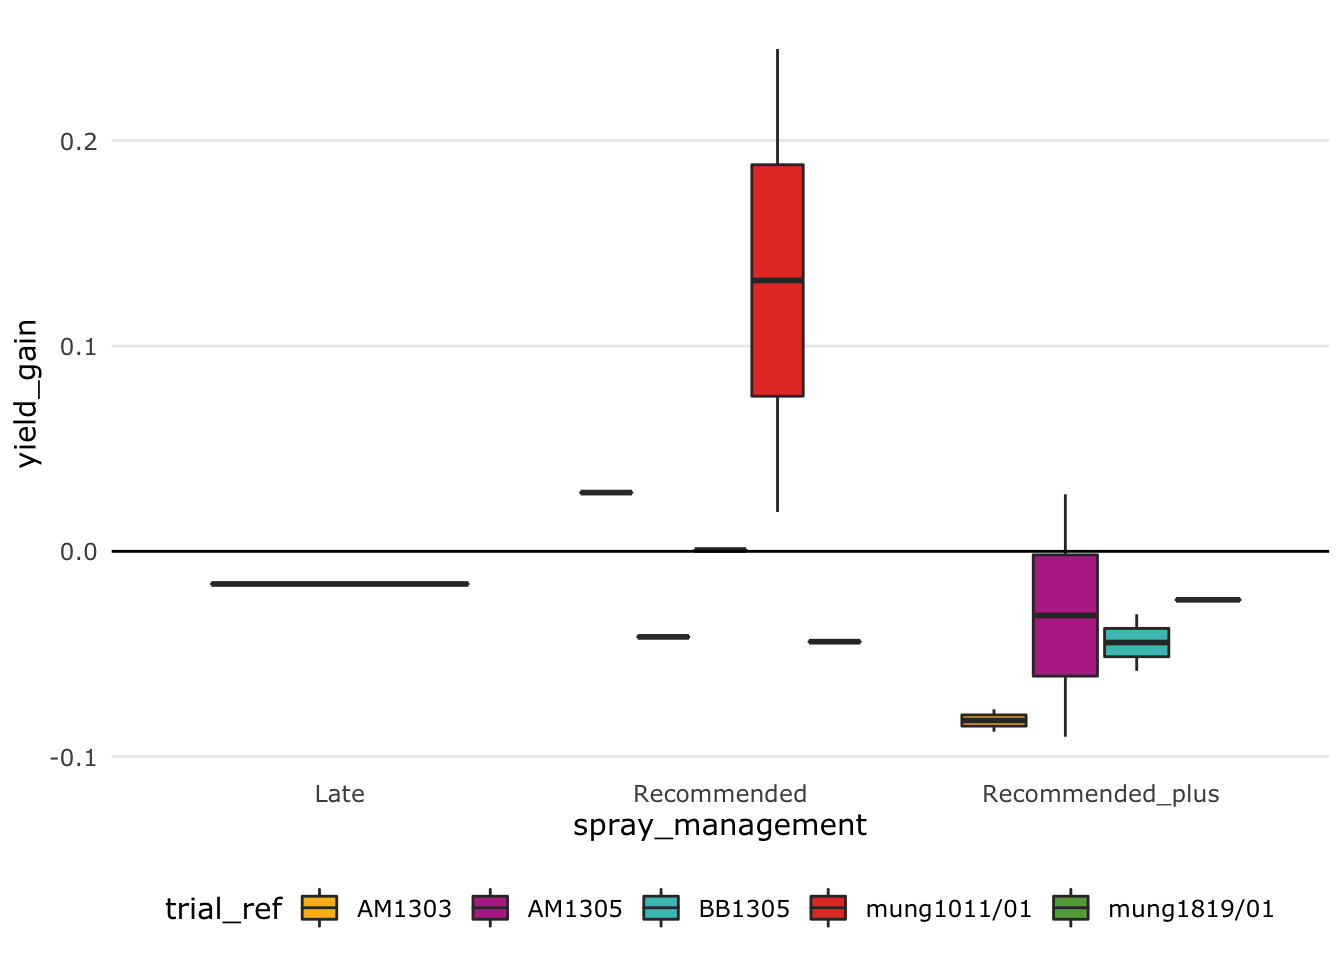 yield_gain
0.2
0.1
0.0
-0.1
Late Recommended Recommended_plus
spray_management
trial_ref AM1303 AM1305 BB1305 mung1011/01 mung1819/01